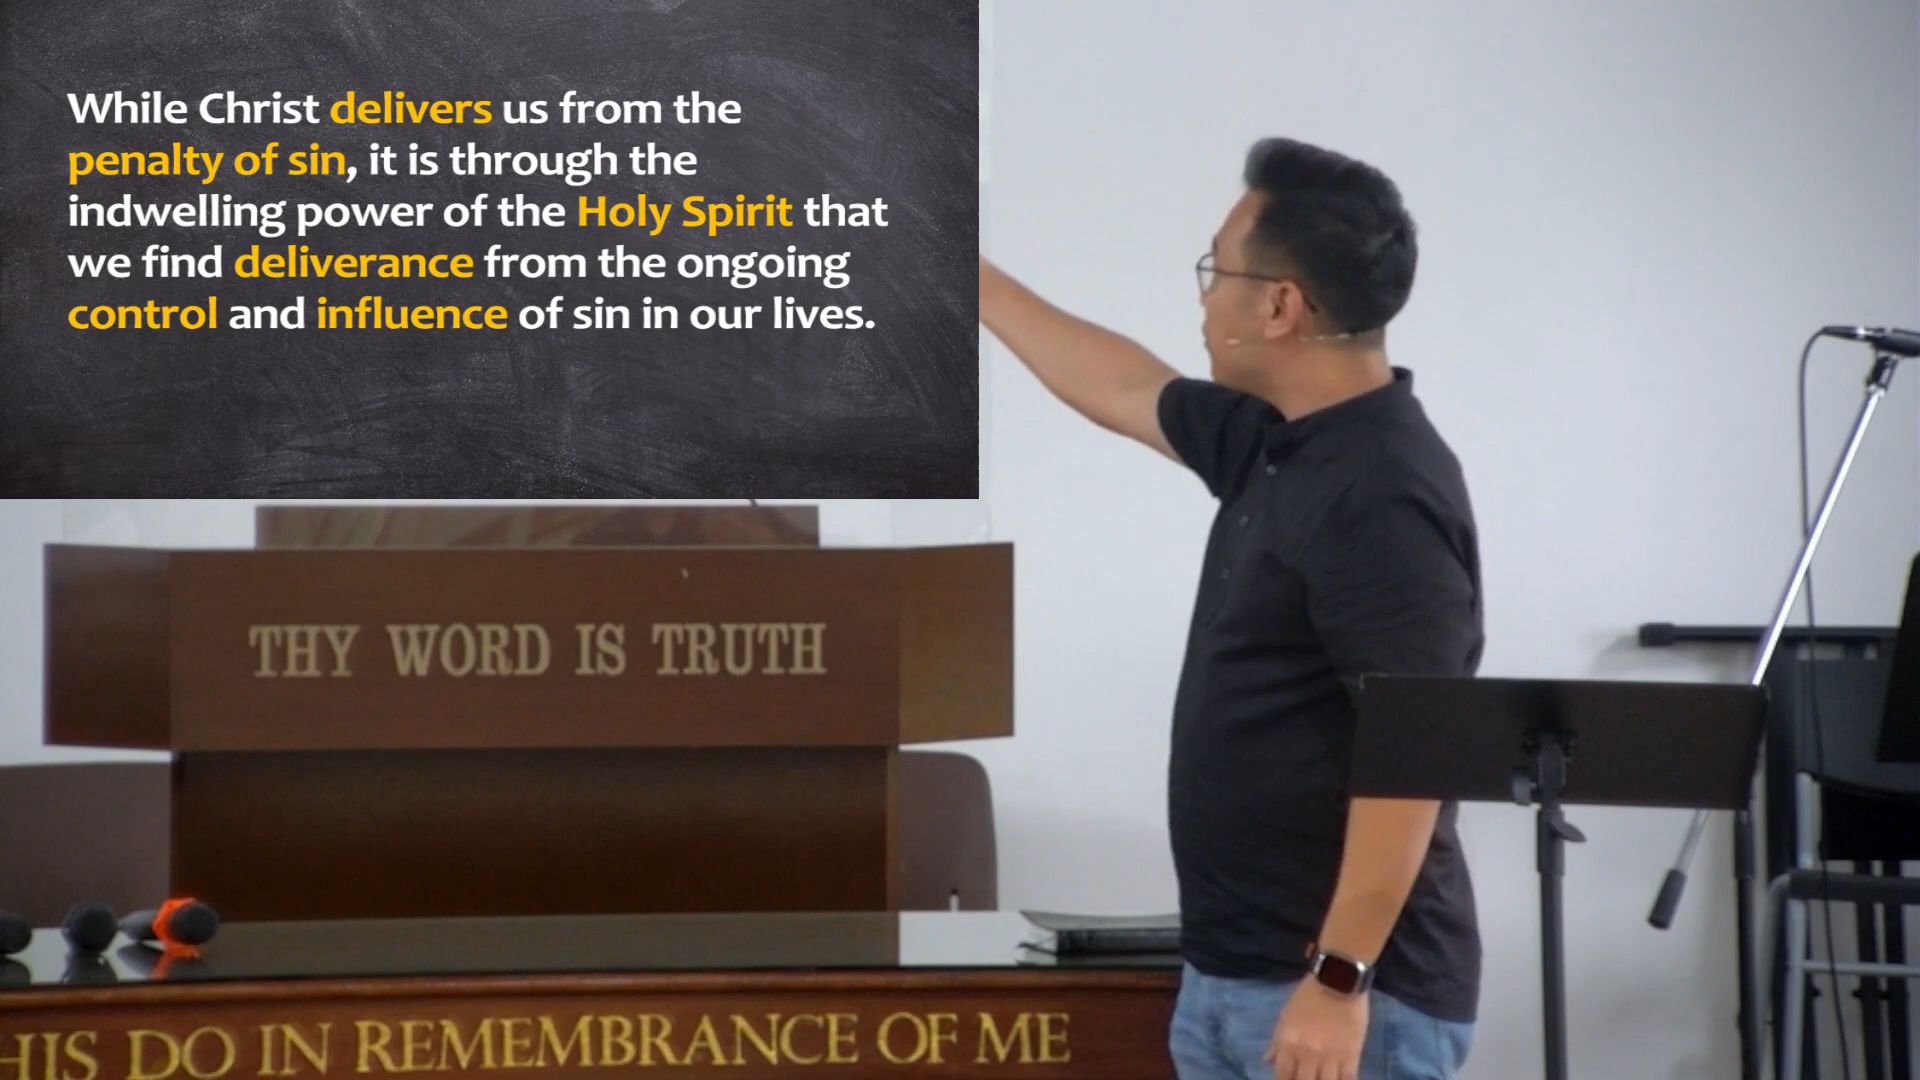 While Christ delivers us from the
penalty of sin, it is through the
indwelling power of the Holy Spirit that
we find deliverance from the ongoing
control and influence of sin in our lives.
THY WORD IS TRUTH
HIS DO IN REMEMBRANCE OF ME